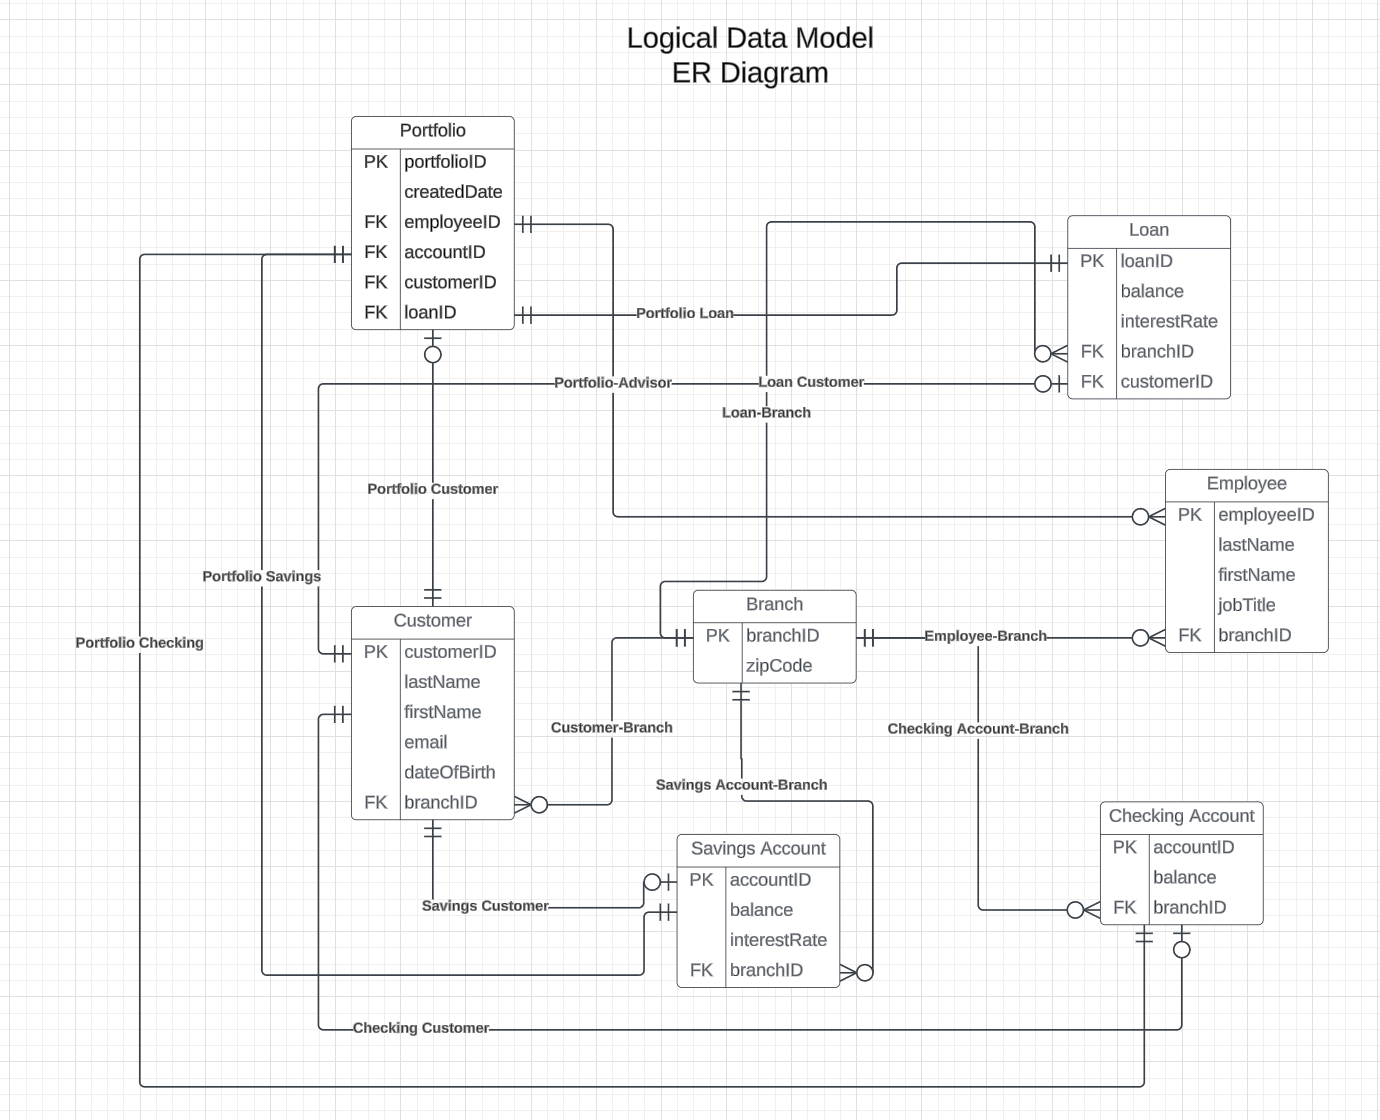 Logical Data Model
ER Diagram
Portfolio
PK portfolioID
createdDate
FK employeeID
FK accountID
FK customerID
FK loanID
Loan
PK loanID
balance
interestRate
FK branchID
FK customerID
Portfolio Loan
Portfolio-Advisor
Loan Customer
Loan-Branch
Portfolio Customer
Employee
PK employeeID
lastName
firstName
jobTitle
FK branchID
Portfolio Savings
Portfolio Checking
Customer
PK customerID
lastName
firstName
email
dateOfBirth
FK branchID
Branch
PK branchID
zipCode
Employee-Branch
Customer-Branch
Checking Account-Branch
Savings Account-Branch
Savings Account
PK accountID
balance
interestRate
FK branchID
Checking Account
PK accountID
balance
FK branchID
Savings Customer
Checking Customer